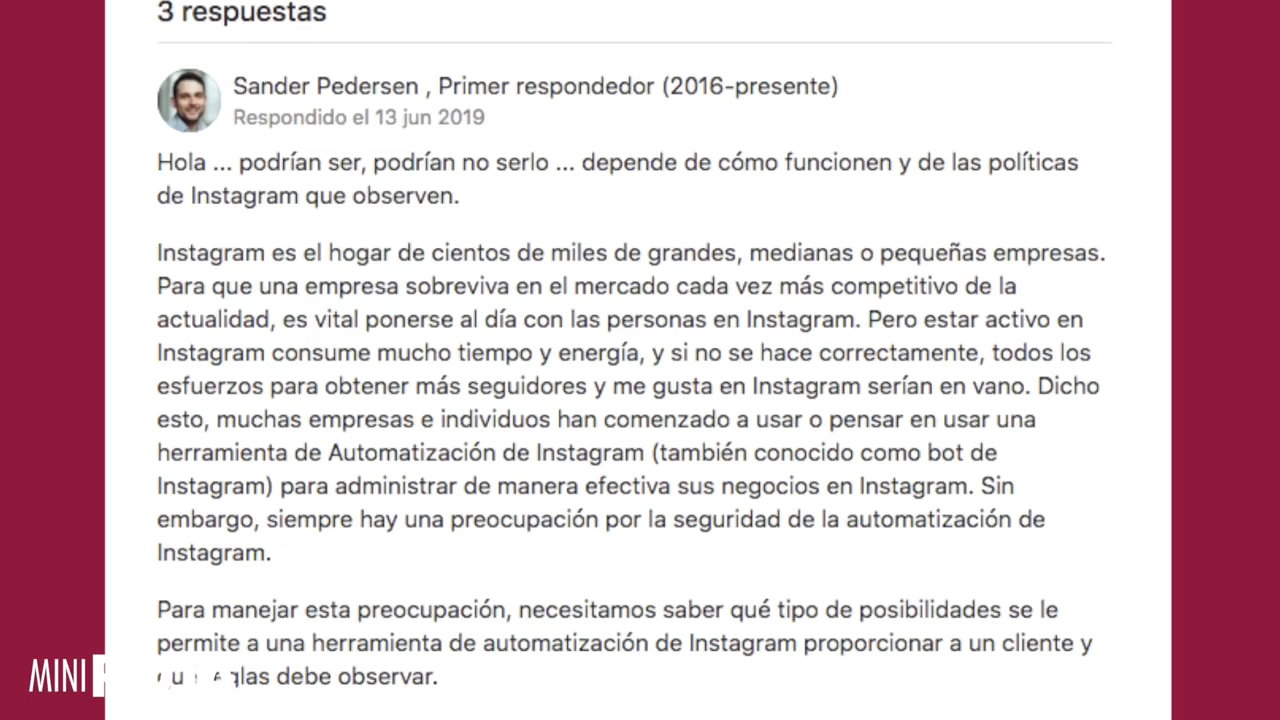 3 respuestas
Sander Pedersen , Primer respondedor (2016-presente)
Respondido el 13 jun 2019
Hola ... podrían ser, podrían no serlo ... depende de cómo funcionen y de las políticas
de Instagram que observen.
Instagram es el hogar de cientos de miles de grandes, medianas o pequeñas empresas.
Para que una empresa sobreviva en el mercado cada vez más competitivo de la
actualidad, es vital ponerse al día con las personas en Instagram. Pero estar activo en
Instagram consume mucho tiempo y energía, y si no se hace correctamente, todos los
esfuerzos para obtener más seguidores y me gusta en Instagram serían en vano. Dicho
esto, muchas empresas e individuos han comenzado a usar o pensar en usar una
herramienta de Automatización de Instagram (también conocido como bot de
Instagram) para administrar de manera efectiva sus negocios en Instagram. Sin
embargo, siempre hay una preocupación por la seguridad de la automatización de
Instagram.
Para manejar esta preocupación, necesitamos saber qué tipo de posibilidades se le
permite a una herramienta de automatización de Instagram proporcionar a un cliente y
debe observar.
MINI